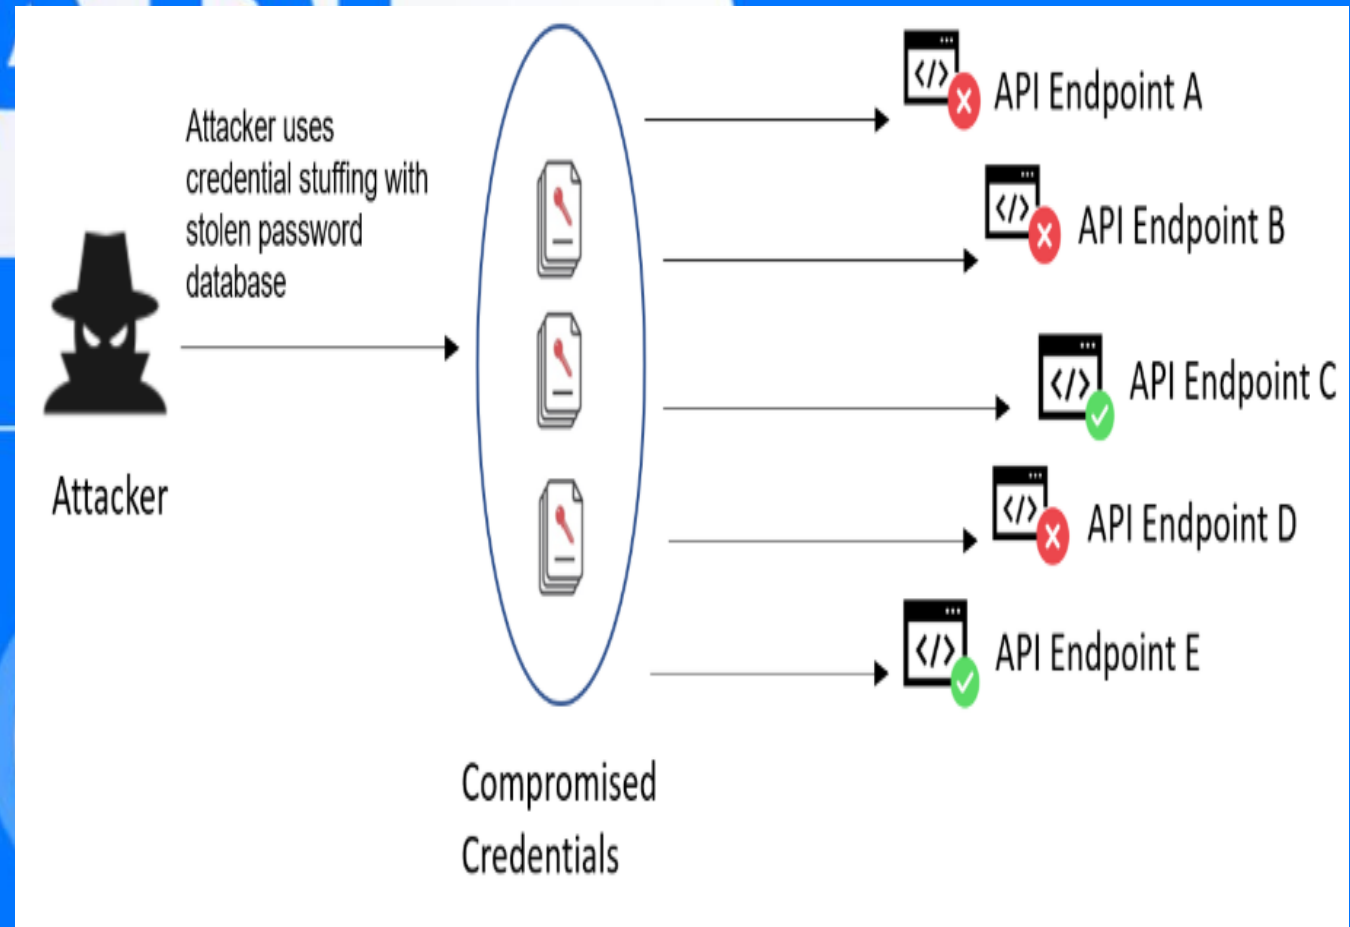 Attacker uses
credential stuffing with
stolen password
database
Attacker
Compromised
Credentials
</> API Endpoint A
</> API Endpoint B
</> API Endpoint C
</> API Endpoint D
</> API Endpoint E